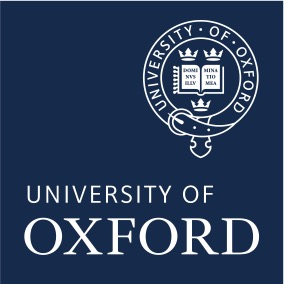 UNIVERSITY · OF · OXFORD
DOMI MINA
NVS TIO
ILLV MEA
UNIVERSITY OF
OXFORD